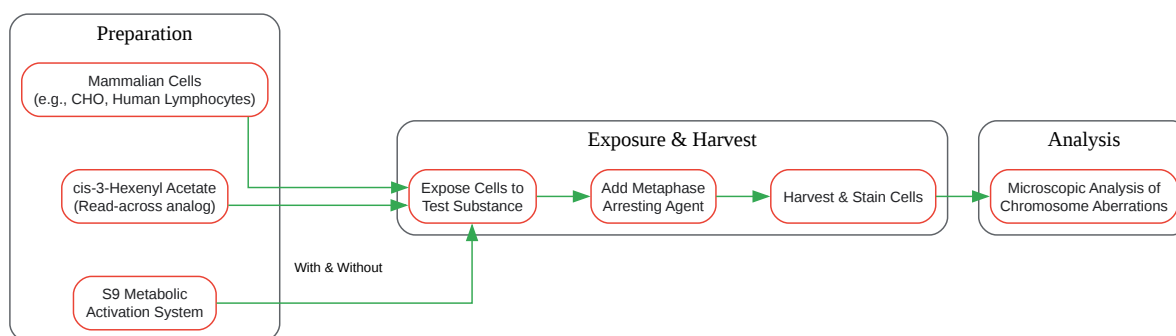 Preparation
Mammalian Cells
(e.g., CHO, Human Lymphocytes)
cis-3-Hexenyl Acetate
(Read-across analog)
S9 Metabolic
Activation System
With & Without
Exposure & Harvest
Expose Cells to
Test Substance
Add Metaphase
Arresting Agent
Harvest & Stain Cells
Analysis
Microscopic Analysis of
Chromosome Aberrations